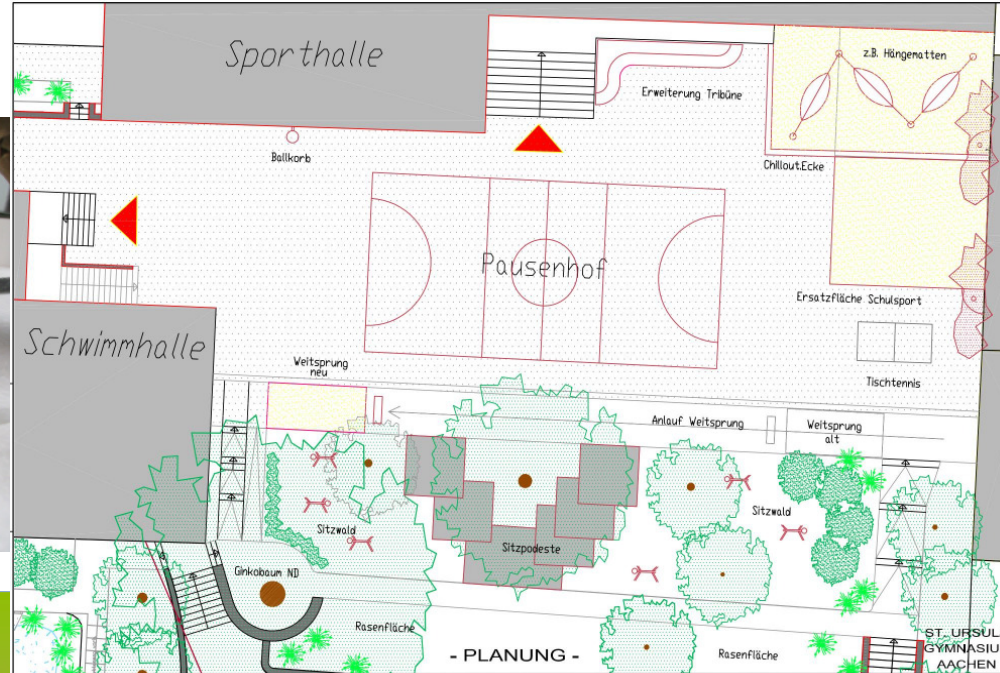 Sporthalle
z.B. Hängematten
Erweiterung Tribüne
Ballkorb
Chillout.Ecke
Pausenhof
Ersatzfläche Schulsport
Schwimmhalle
Weitsprung
neu
Tischtennis
Anlauf Weitsprung
Weitsprung
alt
Sitzwald
Sitzwald
Sitzpodeste
Ginkobaum ND
Rasenfläche
- PLANUNG -
Rasenfläche
ST. URSUL
GYMNASIU
AACHEN